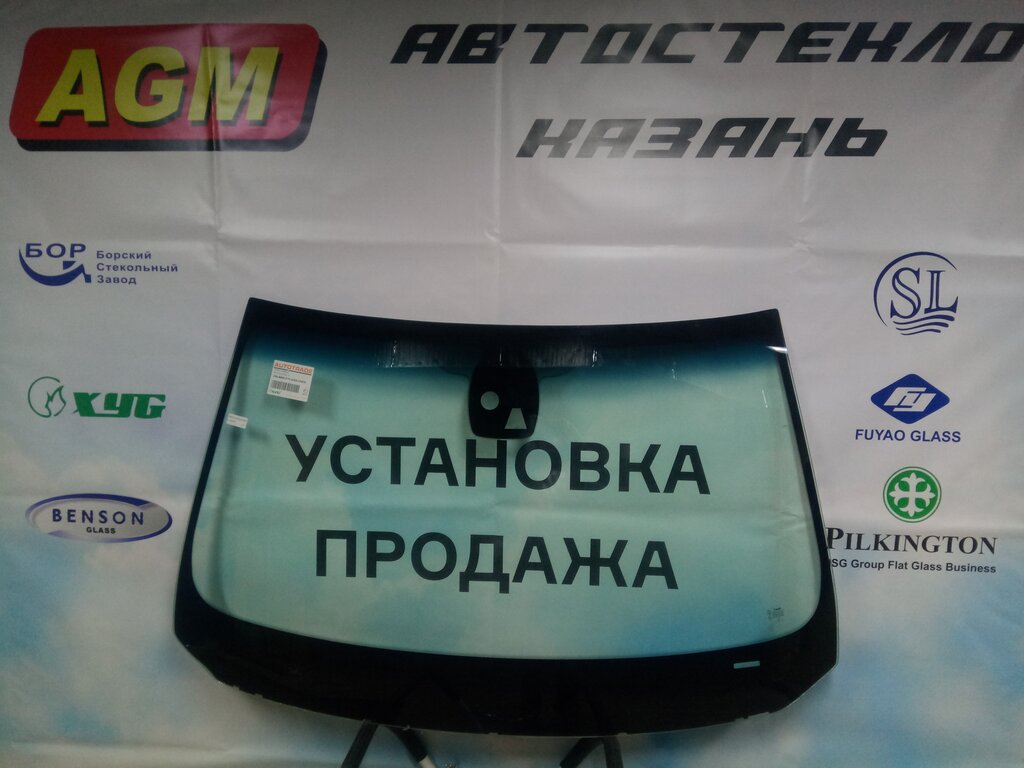 AGM
АВТОСТЕКЛО
КАЗАНЬ
БОР
Борский
Стекольный
Завод
SL
XYG
FUYAO GLASS
BENSON
GLASS
AUTOTRADE
УСТАНОВКА
ПРОДАЖА
PILKINGTON
SG Group Flat Glass Business